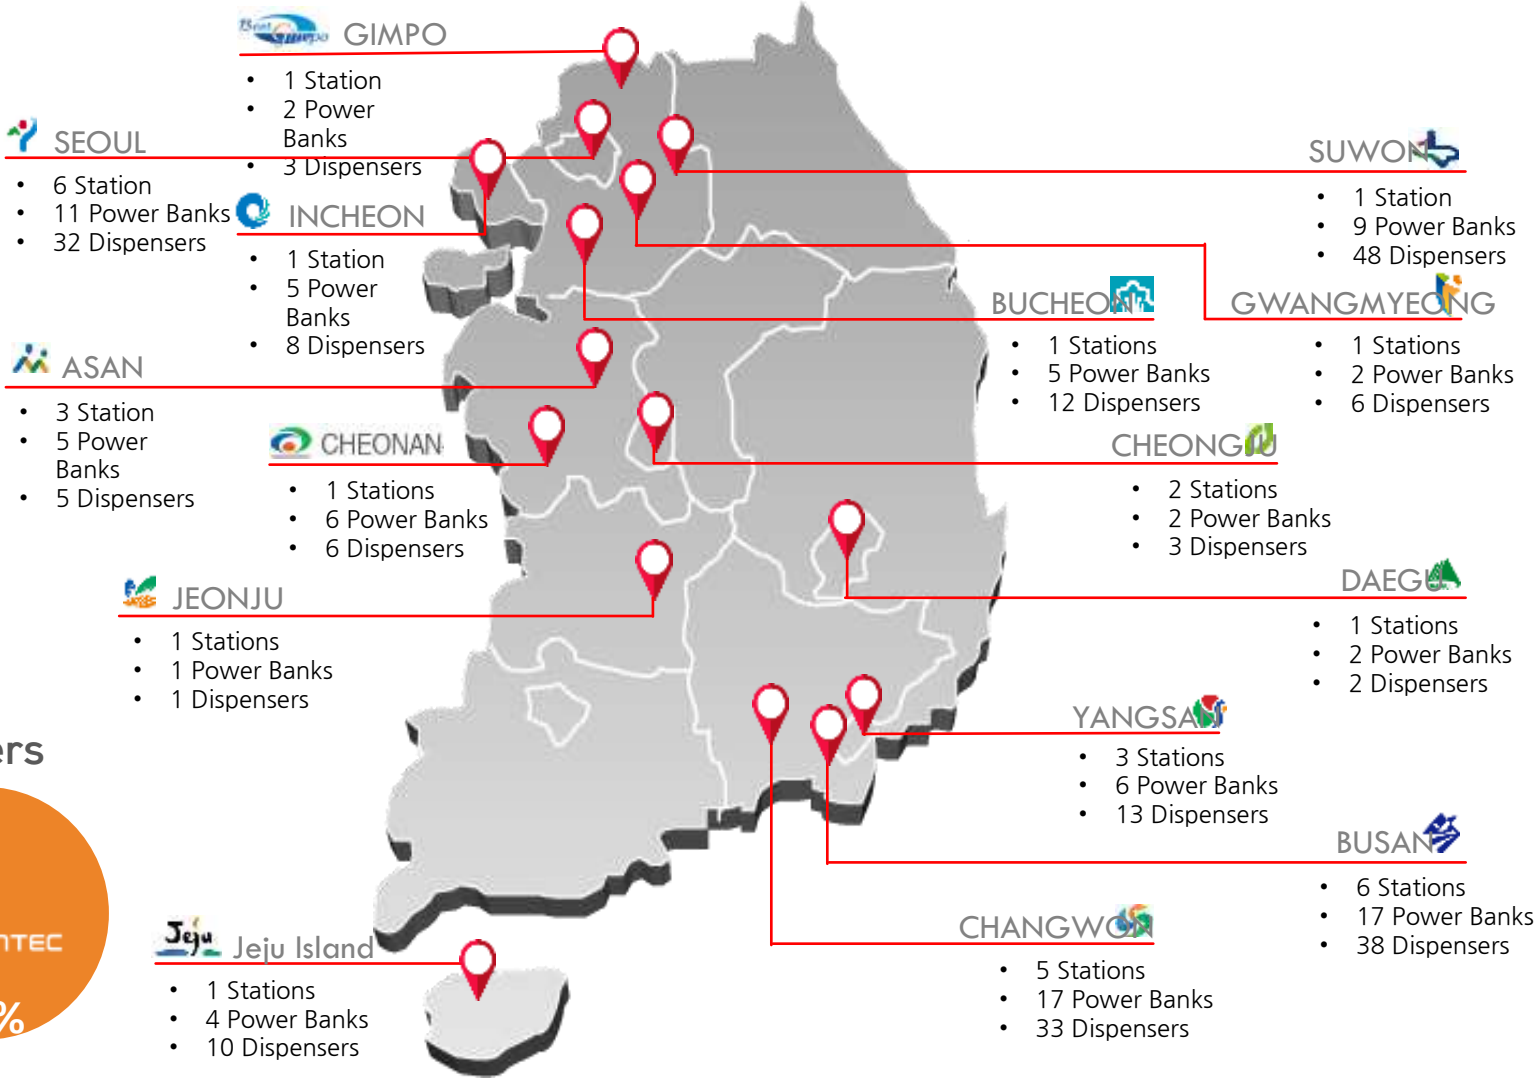 GIMPO
• 1 Station
• 2 Power
Banks
• 3 Dispensers
SEOUL
• 6 Station
• 11 Power Banks
• 32 Dispensers
INCHEON
• 1 Station
• 5 Power
Banks
• 8 Dispensers
SUWON
• 1 Station
• 9 Power Banks
• 48 Dispensers
BUCHEON
• 1 Stations
• 5 Power Banks
• 12 Dispensers
GWANGMYEONG
• 1 Stations
• 2 Power Banks
• 6 Dispensers
ASAN
• 3 Station
• 5 Power
Banks
• 5 Dispensers
CHEONAN
• 1 Stations
• 6 Power Banks
• 6 Dispensers
CHEONGJU
• 2 Stations
• 2 Power Banks
• 3 Dispensers
JEONJU
• 1 Stations
• 1 Power Banks
• 1 Dispensers
DAEGU
• 1 Stations
• 2 Power Banks
• 2 Dispensers
YANGSAN
• 3 Stations
• 6 Power Banks
• 13 Dispensers
BUSAN
• 6 Stations
• 17 Power Banks
• 38 Dispensers
CHANGWON
• 5 Stations
• 17 Power Banks
• 33 Dispensers
Jeju Jeju Island
• 1 Stations
• 4 Power Banks
• 10 Dispensers
ers
NTEC
%